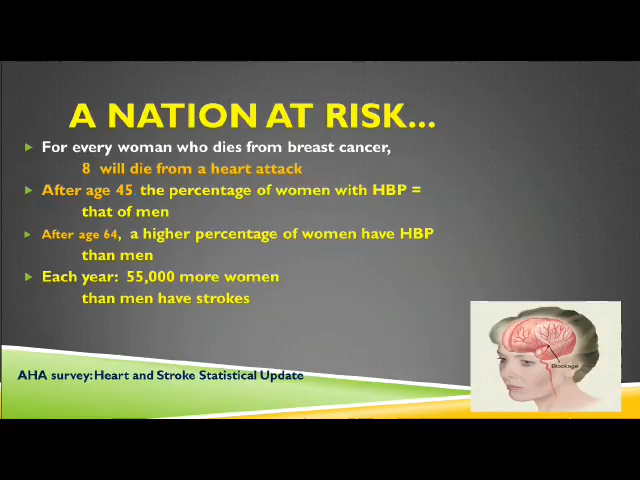 A NATION AT RISK...
For every woman who dies from breast cancer,
8 will die from a heart attack
After age 45 the percentage of women with HBP =
that of men
After age 64, a higher percentage of women have HBP
than men
Each year: 55,000 more women
than men have strokes
Blockage
AHA survey:Heart and Stroke Statistical Update